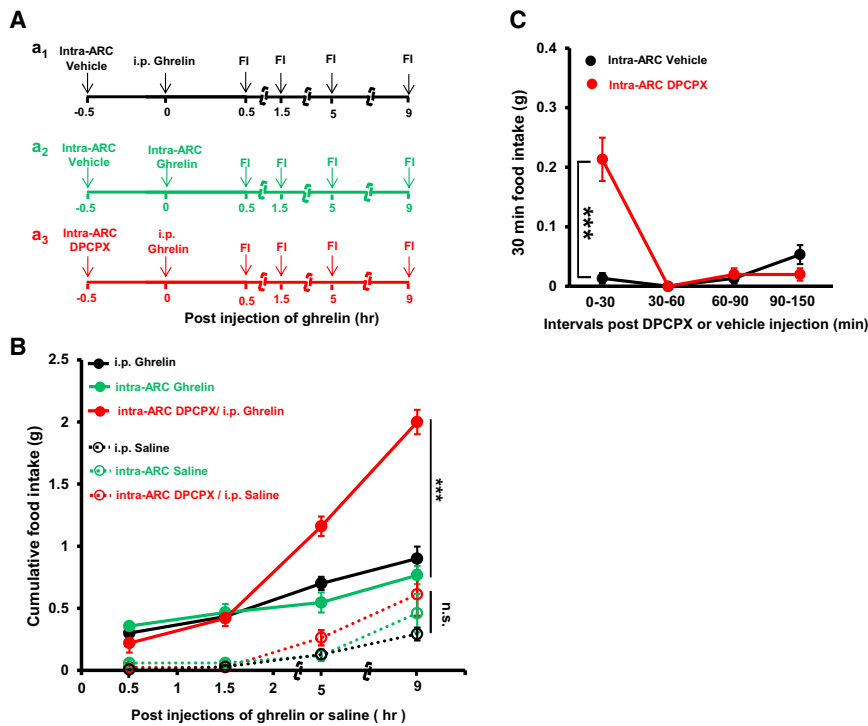 A
a1
Intra-ARC
Vehicle
i.p. Ghrelin
FI
FI
FI
FI
-0.5
0
0.5
1.5
5
9
a2
Intra-ARC
Vehicle
Intra-ARC
Ghrelin
FI
FI
FI
FI
-0.5
0
0.5
1.5
5
9
a3
Intra-ARC
DPCPX
i.p.
Ghrelin
FI
FI
FI
FI
-0.5
0
0.5
1.5
5
9
Post injection of ghrelin (hr)
C
Intra-ARC Vehicle
Intra-ARC DPCPX
30 min food intake (g)
0.4
0.3
0.2
0.1
0
***
0-30
30-60
60-90
90-150
Intervals post DPCPX or vehicle injection (min)
B
i.p. Ghrelin
intra-ARC Ghrelin
intra-ARC DPCPX/ i.p. Ghrelin
i.p. Saline
intra-ARC Saline
intra-ARC DPCPX / i.p. Saline
Cumulative food intake (g)
2.5
2
1.5
1
0.5
0
***
n.s.
0
0.5
1
1.5
2
5
9
Post injections of ghrelin or saline ( hr )